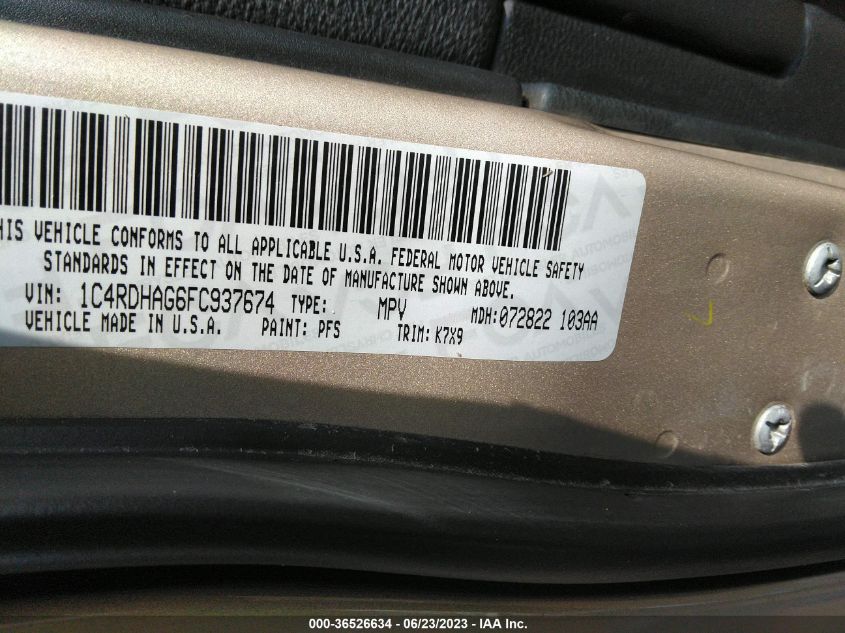 HIS VEHICLE CONFORMS TO ALL APPLICABLE U.S.A. FEDERAL MOTOR VEHICLE SAFETY
STANDARDS IN EFFECT ON THE DATE OF MANUFACTURE SHOWN ABOVE.
VIN: 1C4RDHAG6FC937674 TYPE: MPV MDH: 072822 103AA
VEHICLE MADE IN U.S.A. PAINT: PFS TRIM: K7X9
000-36526634 / 06/23/2023 - IAA Inc.